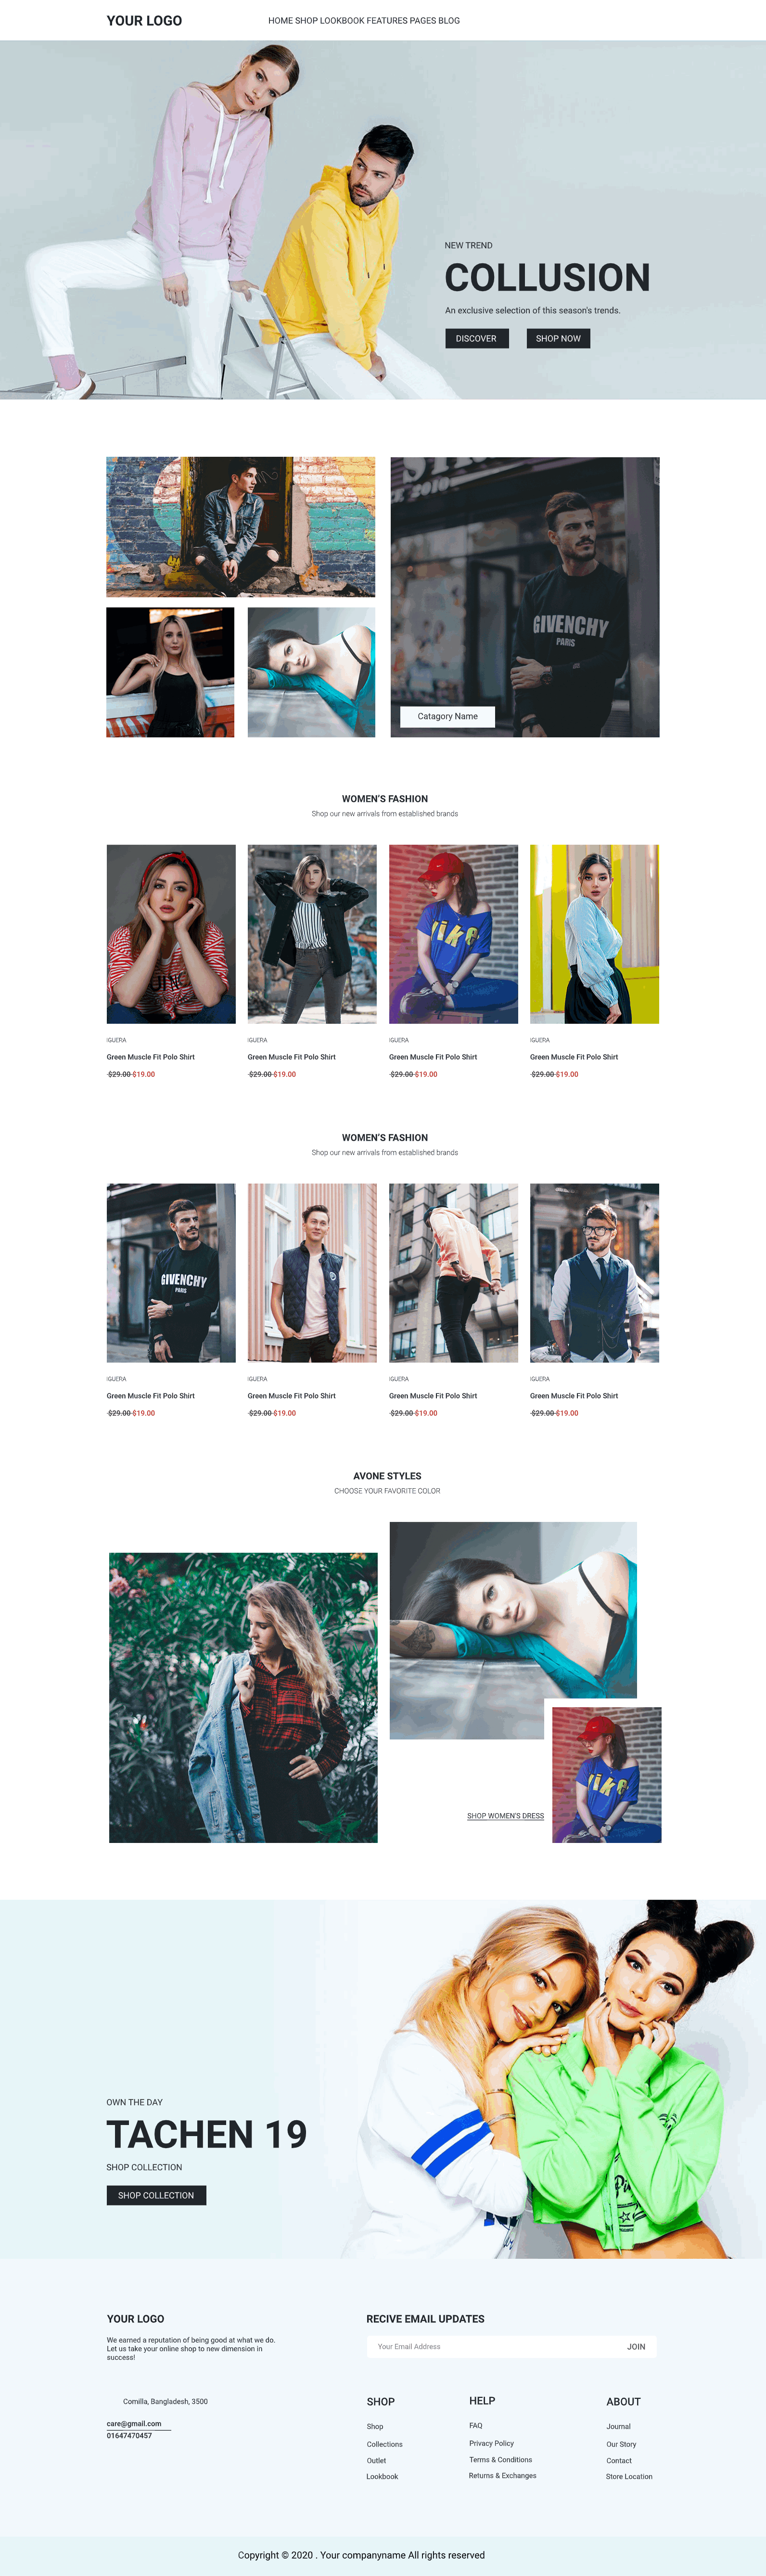 YOUR LOGO
HOME SHOP LOOKBOOK FEATURES PAGES BLOG
NEW TREND
COLLUSION
An exclusive selection of this season's trends.
DISCOVER
SHOP NOW
GIVENCHY
PARIS
Catagory Name
WOMEN'S FASHION
Shop our new arrivals from established brands
IGUERA
IGUERA
IGUERA
IGUERA
Green Muscle Fit Polo Shirt
Green Muscle Fit Polo Shirt
Green Muscle Fit Polo Shirt
Green Muscle Fit Polo Shirt
$29.00 $19.00
$29.00 $19.00
$29.00 $19.00
$29.00 $19.00
WOMEN'S FASHION
Shop our new arrivals from established brands
GIVENCHY
PARIS
IGUERA
IGUERA
IGUERA
IGUERA
Green Muscle Fit Polo Shirt
Green Muscle Fit Polo Shirt
Green Muscle Fit Polo Shirt
Green Muscle Fit Polo Shirt
$29.00 $19.00
$29.00 $19.00
$29.00 $19.00
$29.00 $19.00
AVONE STYLES
CHOOSE YOUR FAVORITE COLOR
SHOP WOMEN'S DRESS
OWN THE DAY
TACHEN 19
SHOP COLLECTION
SHOP COLLECTION
YOUR LOGO
We earned a reputation of being good at what we do.
Let us take your online shop to new dimension in
success!
Comilla, Bangladesh, 3500
care@gmail.com
01647470457
RECIVE EMAIL UPDATES
Your Email Address
JOIN
SHOP
Shop
Collections
Outlet
Lookbook
HELP
FAQ
Privacy Policy
Terms & Conditions
Returns & Exchanges
ABOUT
Journal
Our Story
Contact
Store Location
Copyright © 2020 . Your companyname All rights reserved